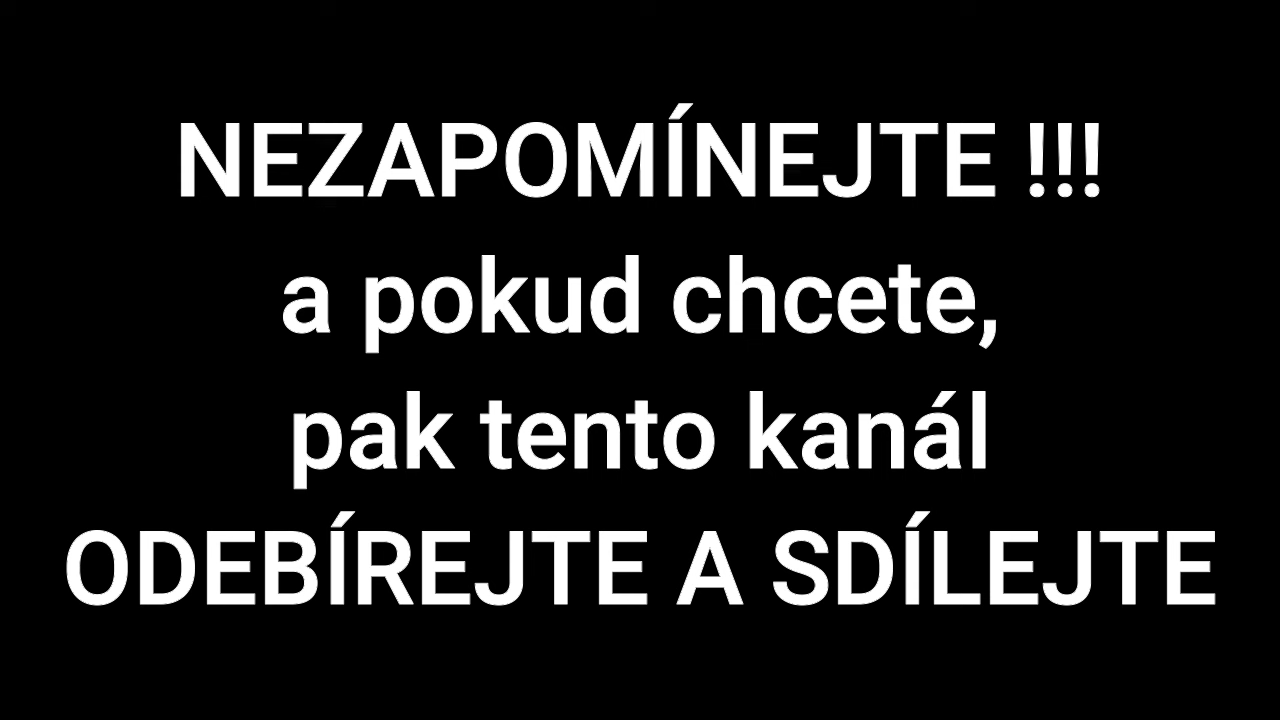 NEZAPOMÍNEJTE !!!
a pokud chcete,
pak tento kanál
ODEBÍREJTE A SDÍLEJTE